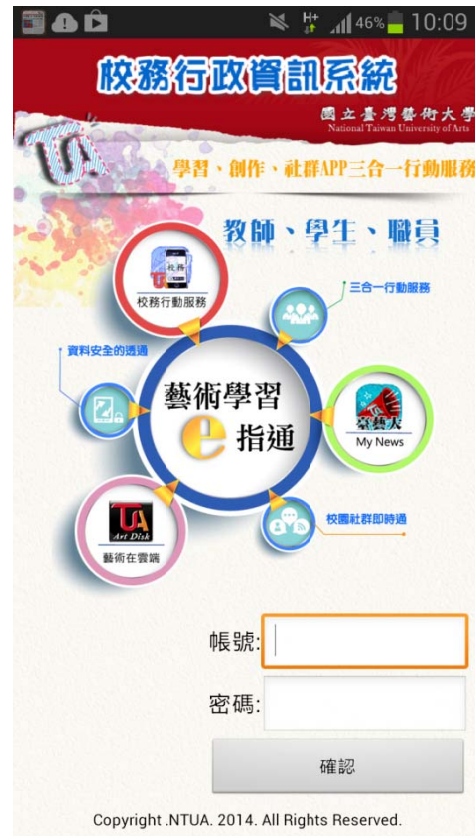 H+ 46% 10:09
校務行政資訊系統
國立臺灣藝術大學
National Taiwan University of Arts
學習、創作、社群APP三合一行動服務
教師、學生、職員
校務
校務行動服務
三合一行動服務
資料安全的透通
藝術學習
e 指通
臺藝大
My News
Art Disk
藝術在雲端
校園社群即時通
帳號:
密碼:
確認
Copyright .NTUA. 2014. All Rights Reserved.